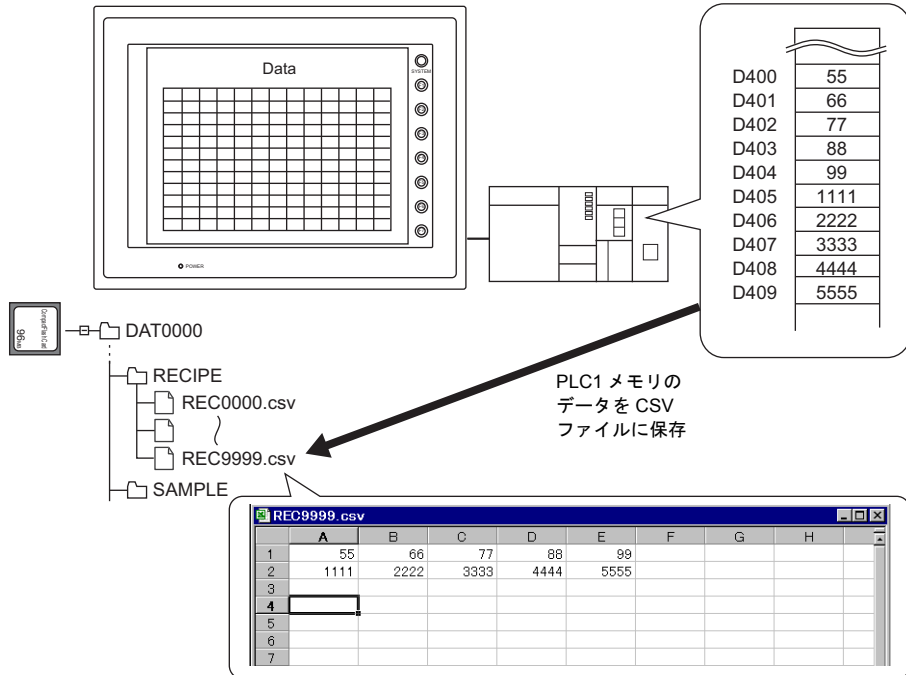 Data
SYSTEM
POWER
D400 55
D401 66
D402 77
D403 88
D404 99
D405 1111
D406 2222
D407 3333
D408 4444
D409 5555
CompactFlash Card
96MB
DAT0000
RECIPE
REC0000.csv
REC9999.csv
SAMPLE
PLC1 メモリの
データを CSV
ファイルに保存
REC9999.csv
A B C D E F G H
1 55 66 77 88 99
2 1111 2222 3333 4444 5555
3
4
5
6
7